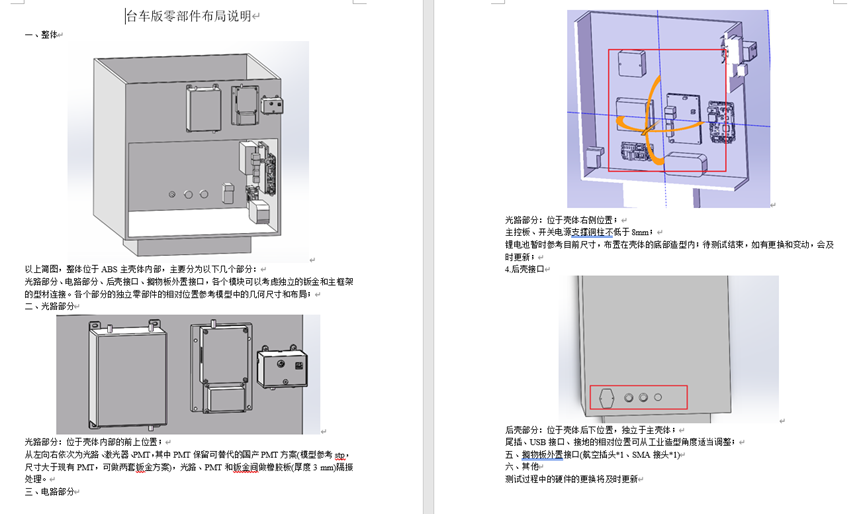 台车版零部件布局说明
一、整体
以上简图，整体位于 ABS 主壳体内部，主要分为以下几个部分：
光路部分、电路部分、后壳接口、搁物板外置接口，各个模块可以考虑独立的钣金和主框架
的型材连接。各个部分的独立零部件的相对位置参考模型中的几何尺寸和布局；
二、光路部分
光路部分：位于壳体内部的前上位置；
从左向右依次为光路、激光器、PMT，其中 PMT 保留可替代的国产 PMT 方案(模型参考 stp，
尺寸大于现有 PMT，可做两套钣金方案)，光路、PMT 和钣金间做橡胶板(厚度 3 mm)隔接
处理。
三、电路部分
光路部分：位于壳体右侧位置；
主控板、开关电源支撑铜柱不低于 8mm；
锂电池暂时参考目前尺寸，布置在壳体的底部造型内；待测试结束，如有更换和变动，会及
时更新；
4.后壳接口
后壳部分：位于壳体后下位置，独立于主壳体；
尾插、USB 接口、接地的相对位置可从工业造型角度适当调整；
五、搁物板外置接口(航空插头*1、SMA 接头*1)
六、其他
测试过程中的硬件的更换将及时更新